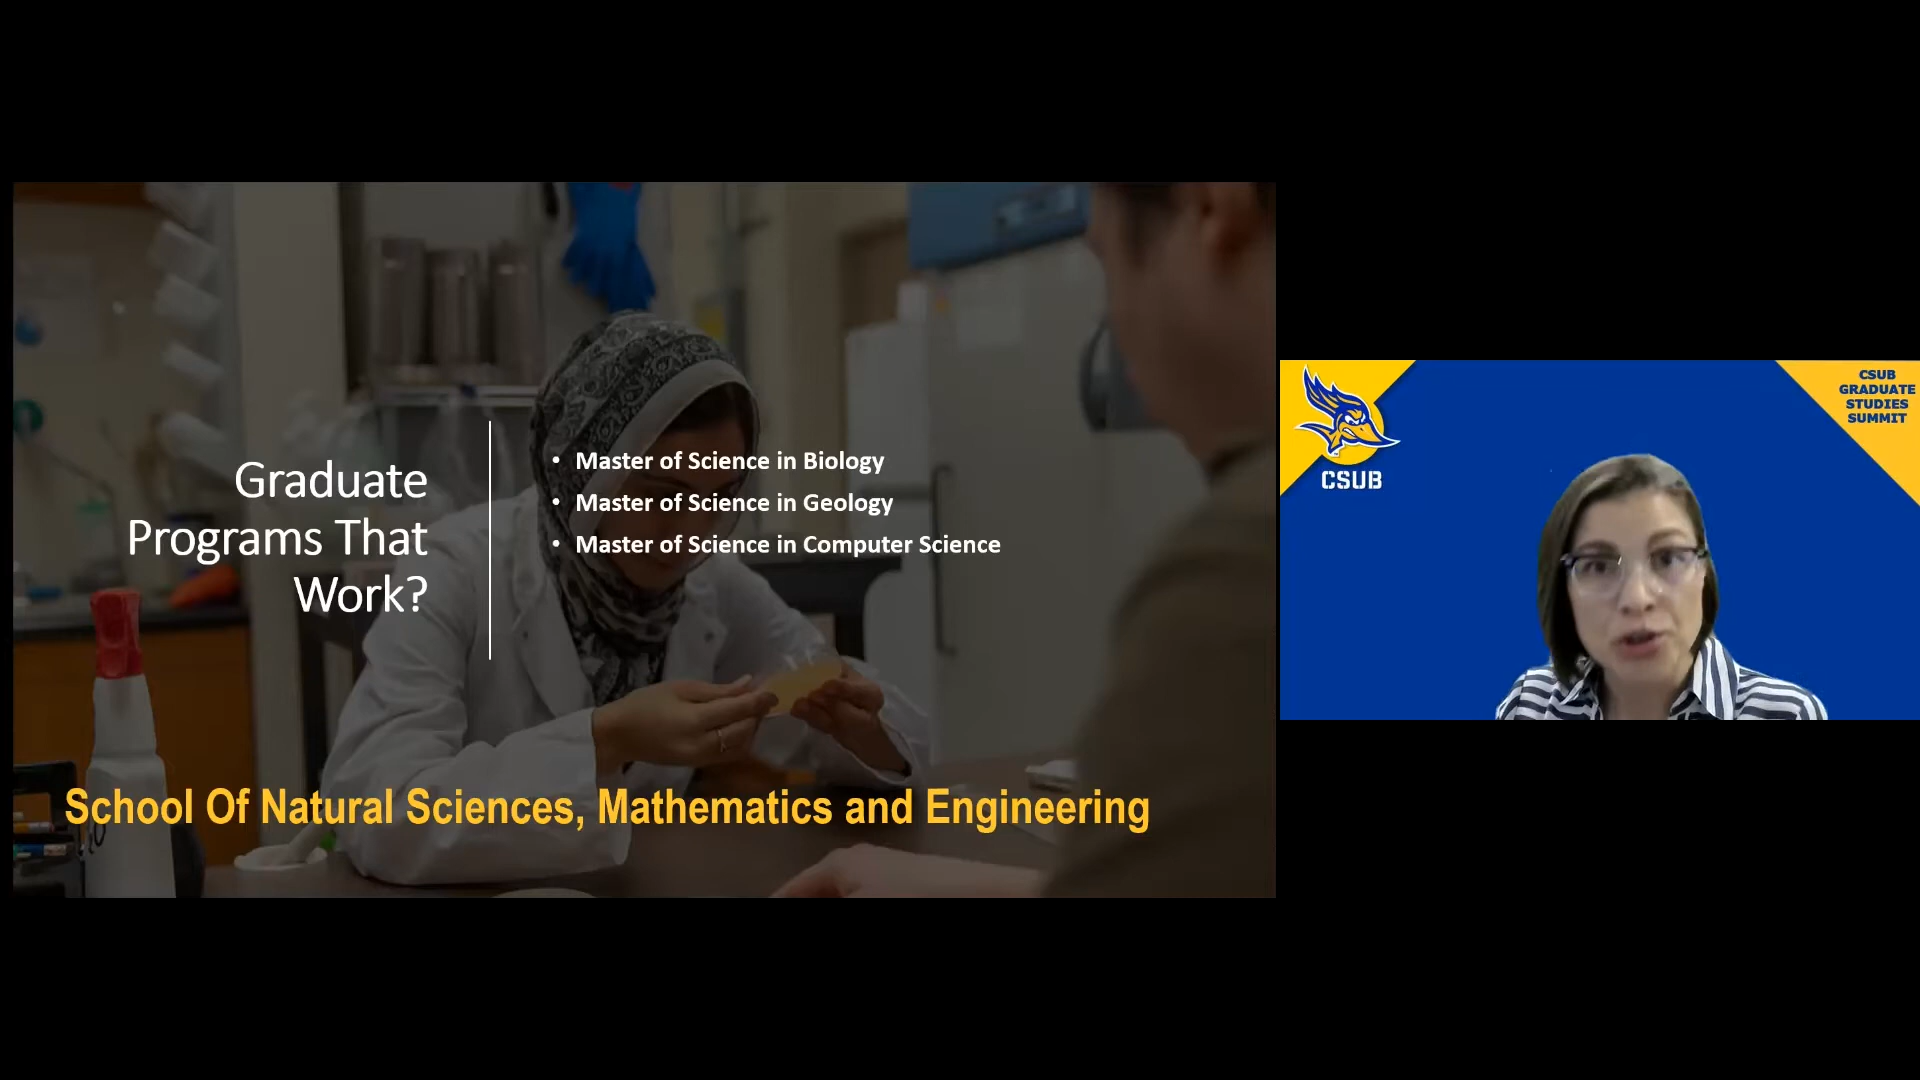 Graduate
Programs That
Work?
• Master of Science in Biology
• Master of Science in Geology
• Master of Science in Computer Science
School Of Natural Sciences, Mathematics and Engineering
CSUB
CSUB
GRADUATE
STUDIES
SUMMIT